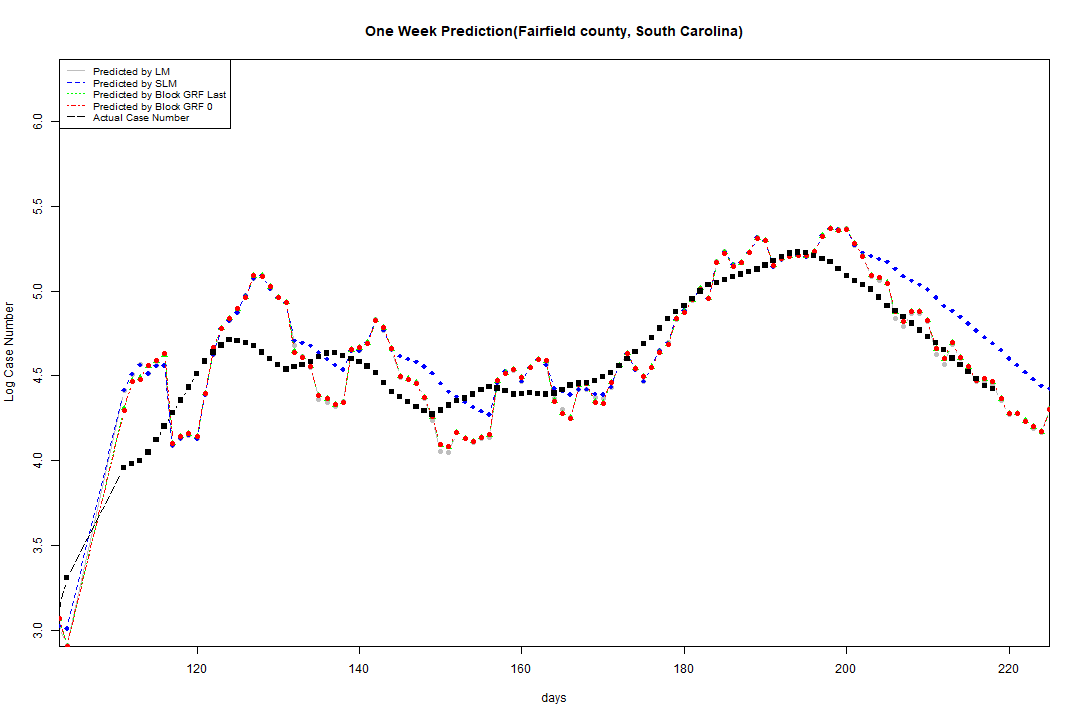 One Week Prediction(Fairfield county, South Carolina)
Predicted by LM
Predicted by SLM
Predicted by Block GRF Last
Predicted by Block GRF 0
Actual Case Number
Log Case Number
6.0
5.5
5.0
4.5
4.0
3.5
3.0
120 140 160 180 200 220
days